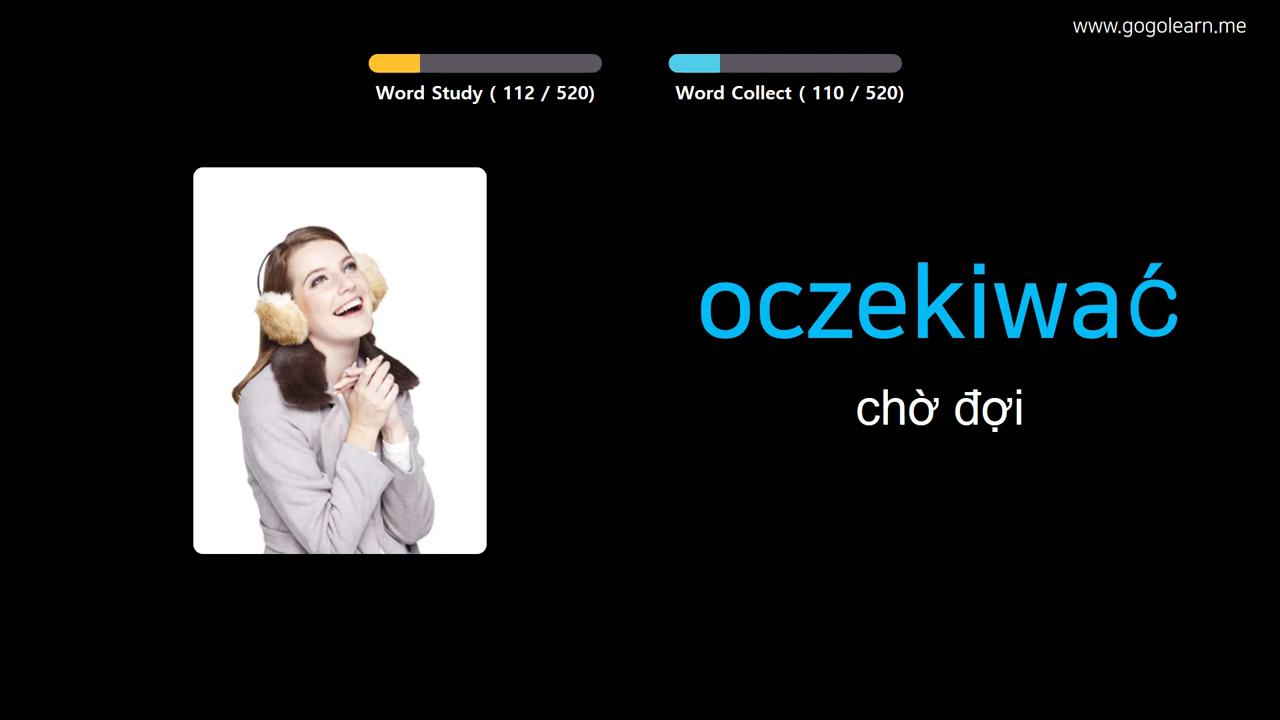 www.gogolearn.me
Word Study ( 112 / 520)
Word Collect ( 110 / 520)
oczekiwać
chờ đợi